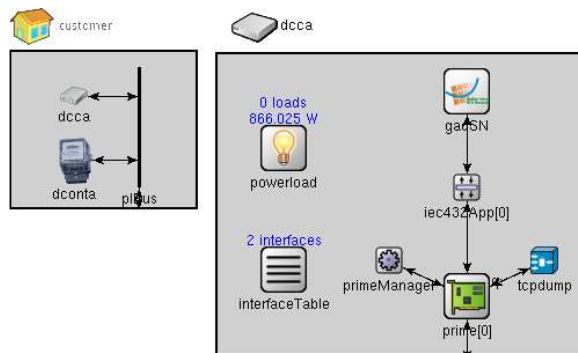 customer
dcca
dcca
dconta
plBus
0 loads
866.025 W
powerload
gadSN
iec432App[0]
2 interfaces
interfaceTable
primeManager
tcpdump
prime[0]